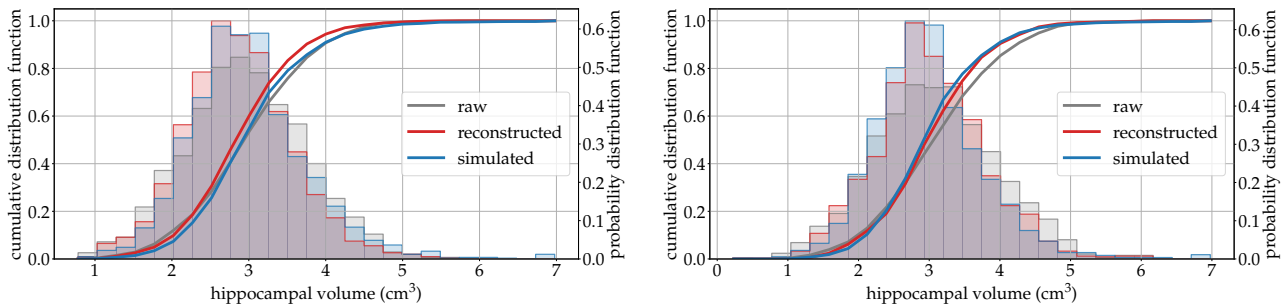 cumulative distribution function
1.0
0.8
0.6
0.4
0.2
0.0
raw
reconstructed
simulated
0.6
0.5
0.4
0.3
0.2
0.1
0.0
probability distribution function
1 2 3 4 5 6 7
hippocampal volume (cm³)
cumulative distribution function
1.0
0.8
0.6
0.4
0.2
0.0
raw
reconstructed
simulated
0.6
0.5
0.4
0.3
0.2
0.1
0.0
probability distribution function
0 1 2 3 4 5 6 7
hippocampal volume (cm³)